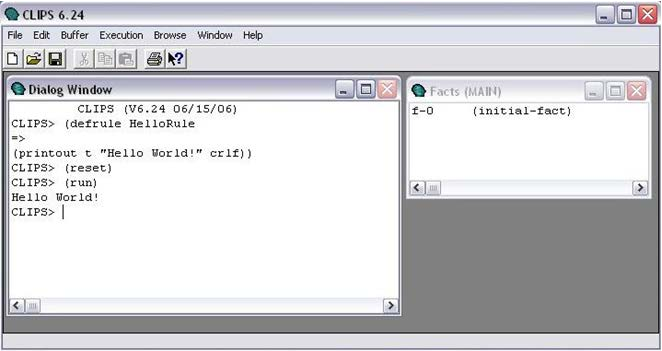 CLIPS 6.24
File Edit Buffer Execution Browse Window Help
Dialog Window
CLIPS (V6.24 06/15/06)
CLIPS> (defrule HelloRule
=>
(printout t "Hello World!" crlf))
CLIPS> (reset)
CLIPS> (run)
Hello World!
CLIPS>
Facts (MAIN)
f-0 (initial-fact)